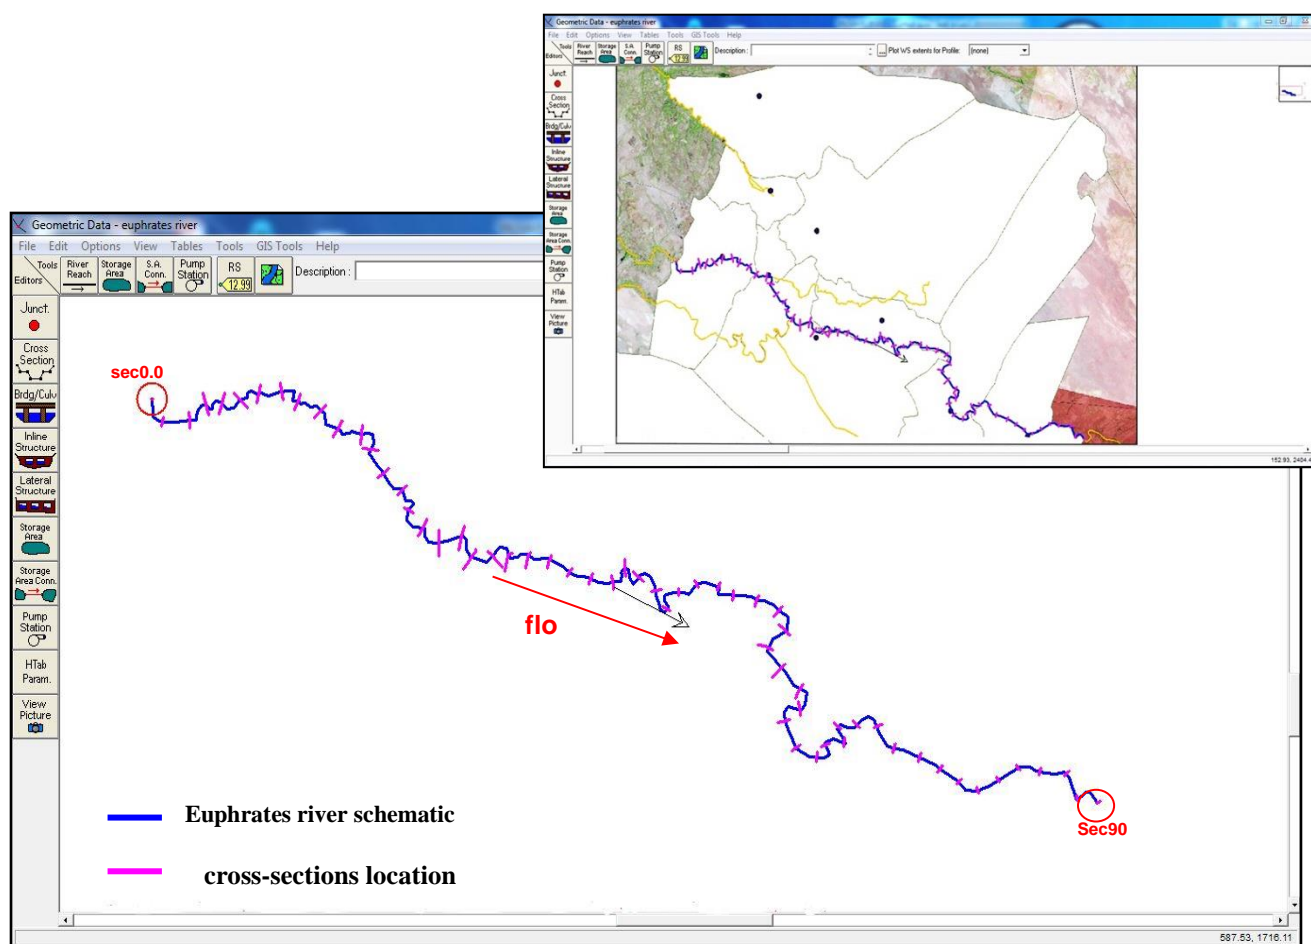 Geometric Data - euphrates river
File Edit Options View Tables Tools GIS Tools Help
Tools
Editors
River Reach
Storage Area
S.A. Conn.
Pump Station
RS
12.99
Description :
Plot WS extents for Profile:
(none)
Junct.
Cross Section
Brdg/Culv
Inline Structure
Lateral Structure
Storage Area
Storage Area Conn.
Pump Station
HTab Param.
View Picture
Geometric Data - euphrates river
File Edit Options View Tables Tools GIS Tools Help
Tools
Editors
River Reach
Storage Area
S.A. Conn.
Pump Station
RS
12.99
Description :
Junct.
Cross Section
Brdg/Culv
Inline Structure
Lateral Structure
Storage Area
Storage Area Conn.
Pump Station
HTab Param.
View Picture
sec0.0
flo
Sec90
Euphrates river schematic
cross-sections location
587.53, 1716.11